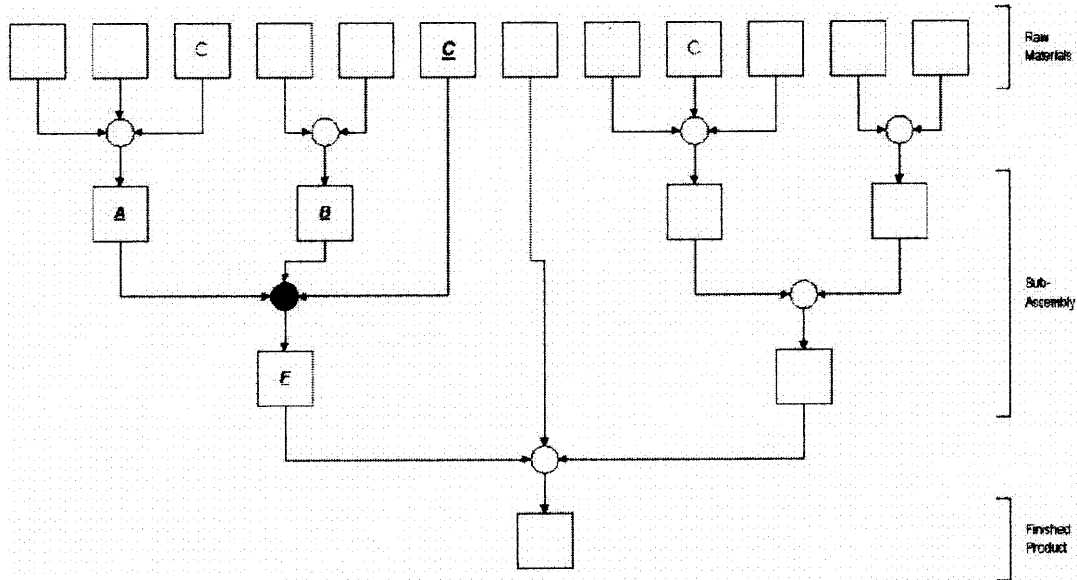 C
C
C
Raw
Materials
A
B
Sub-
Assembly
F
Finished
Product